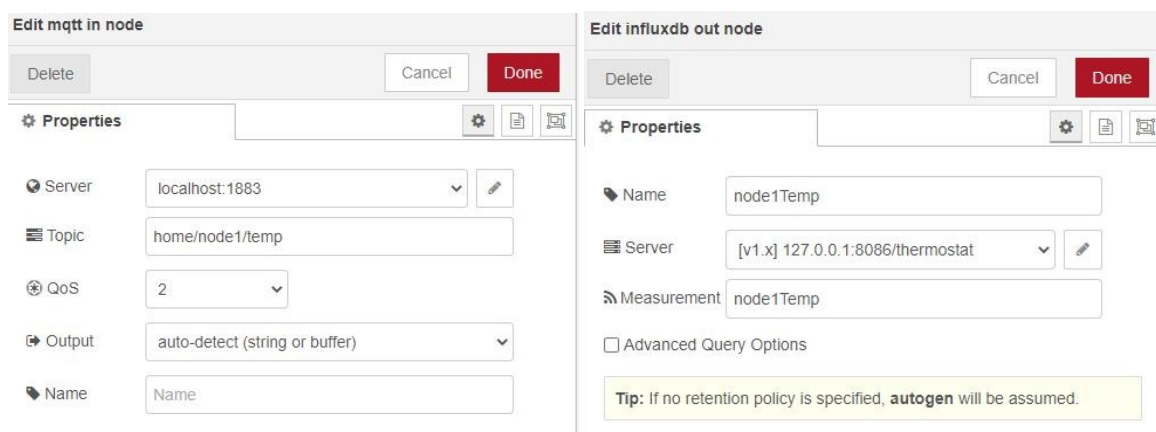 Edit mqtt in node
Delete
Cancel
Done
Properties
Server
localhost:1883
Topic
home/node1/temp
QoS
2
Output
auto-detect (string or buffer)
Name
Name
Edit influxdb out node
Delete
Cancel
Done
Properties
Name
node1Temp
Server
[v1.x] 127.0.0.1:8086/thermostat
Measurement
node1Temp
Advanced Query Options
Tip: If no retention policy is specified, autogen will be assumed.